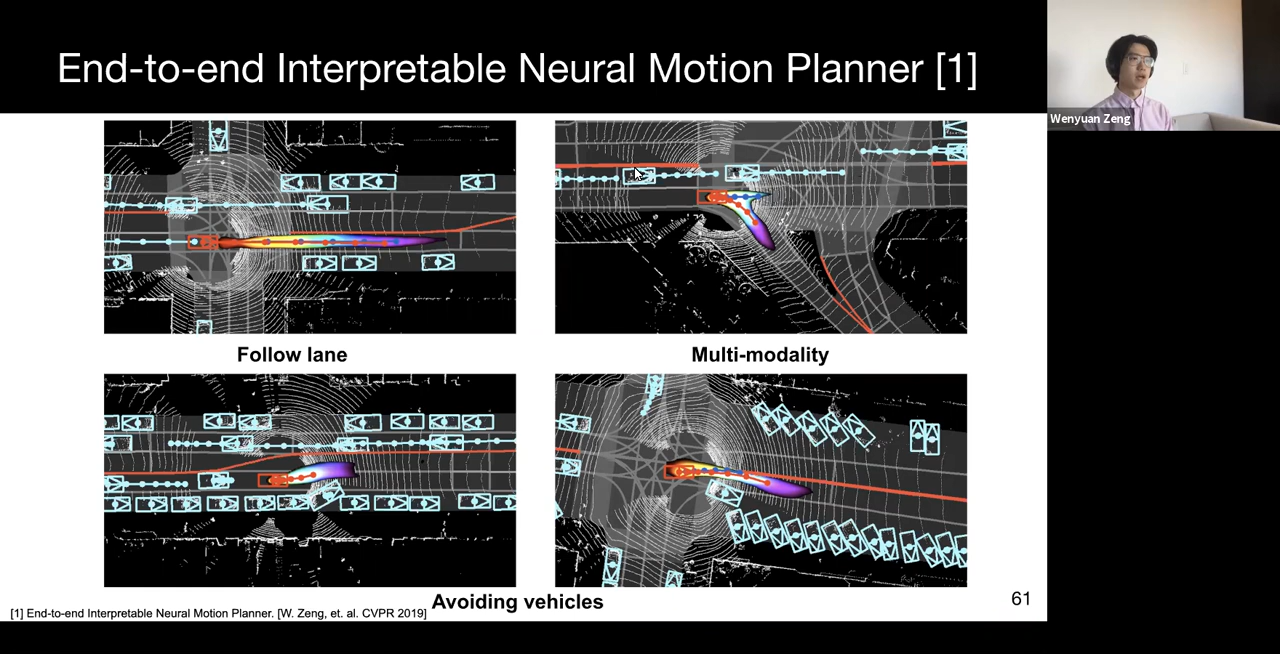 End-to-end Interpretable Neural Motion Planner [1]
Wenyuan Zeng
Follow lane
Multi-modality
Avoiding vehicles
[1] End-to-end Interpretable Neural Motion Planner. [W. Zeng, et. al. CVPR 2019]
61